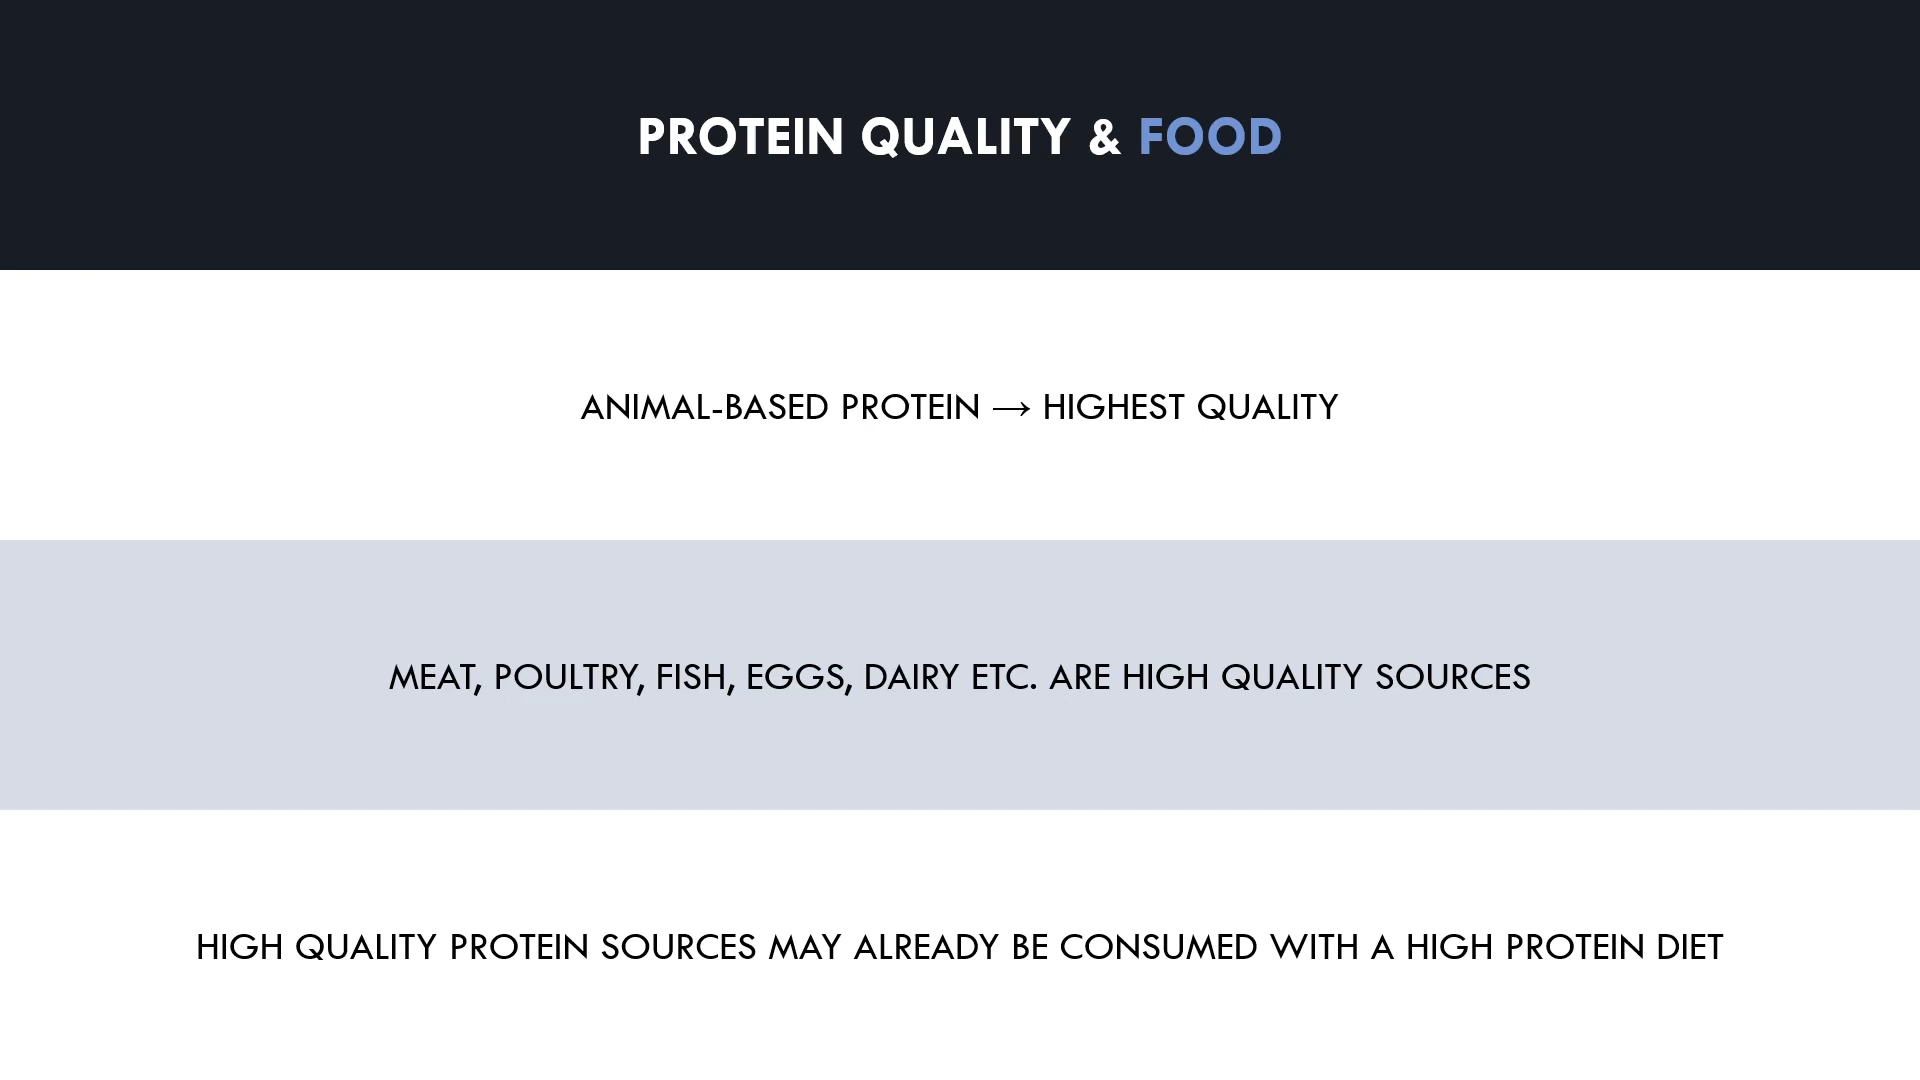 PROTEIN QUALITY & FOOD
ANIMAL-BASED PROTEIN → HIGHEST QUALITY
MEAT, POULTRY, FISH, EGGS, DAIRY ETC. ARE HIGH QUALITY SOURCES
HIGH QUALITY PROTEIN SOURCES MAY ALREADY BE CONSUMED WITH A HIGH PROTEIN DIET